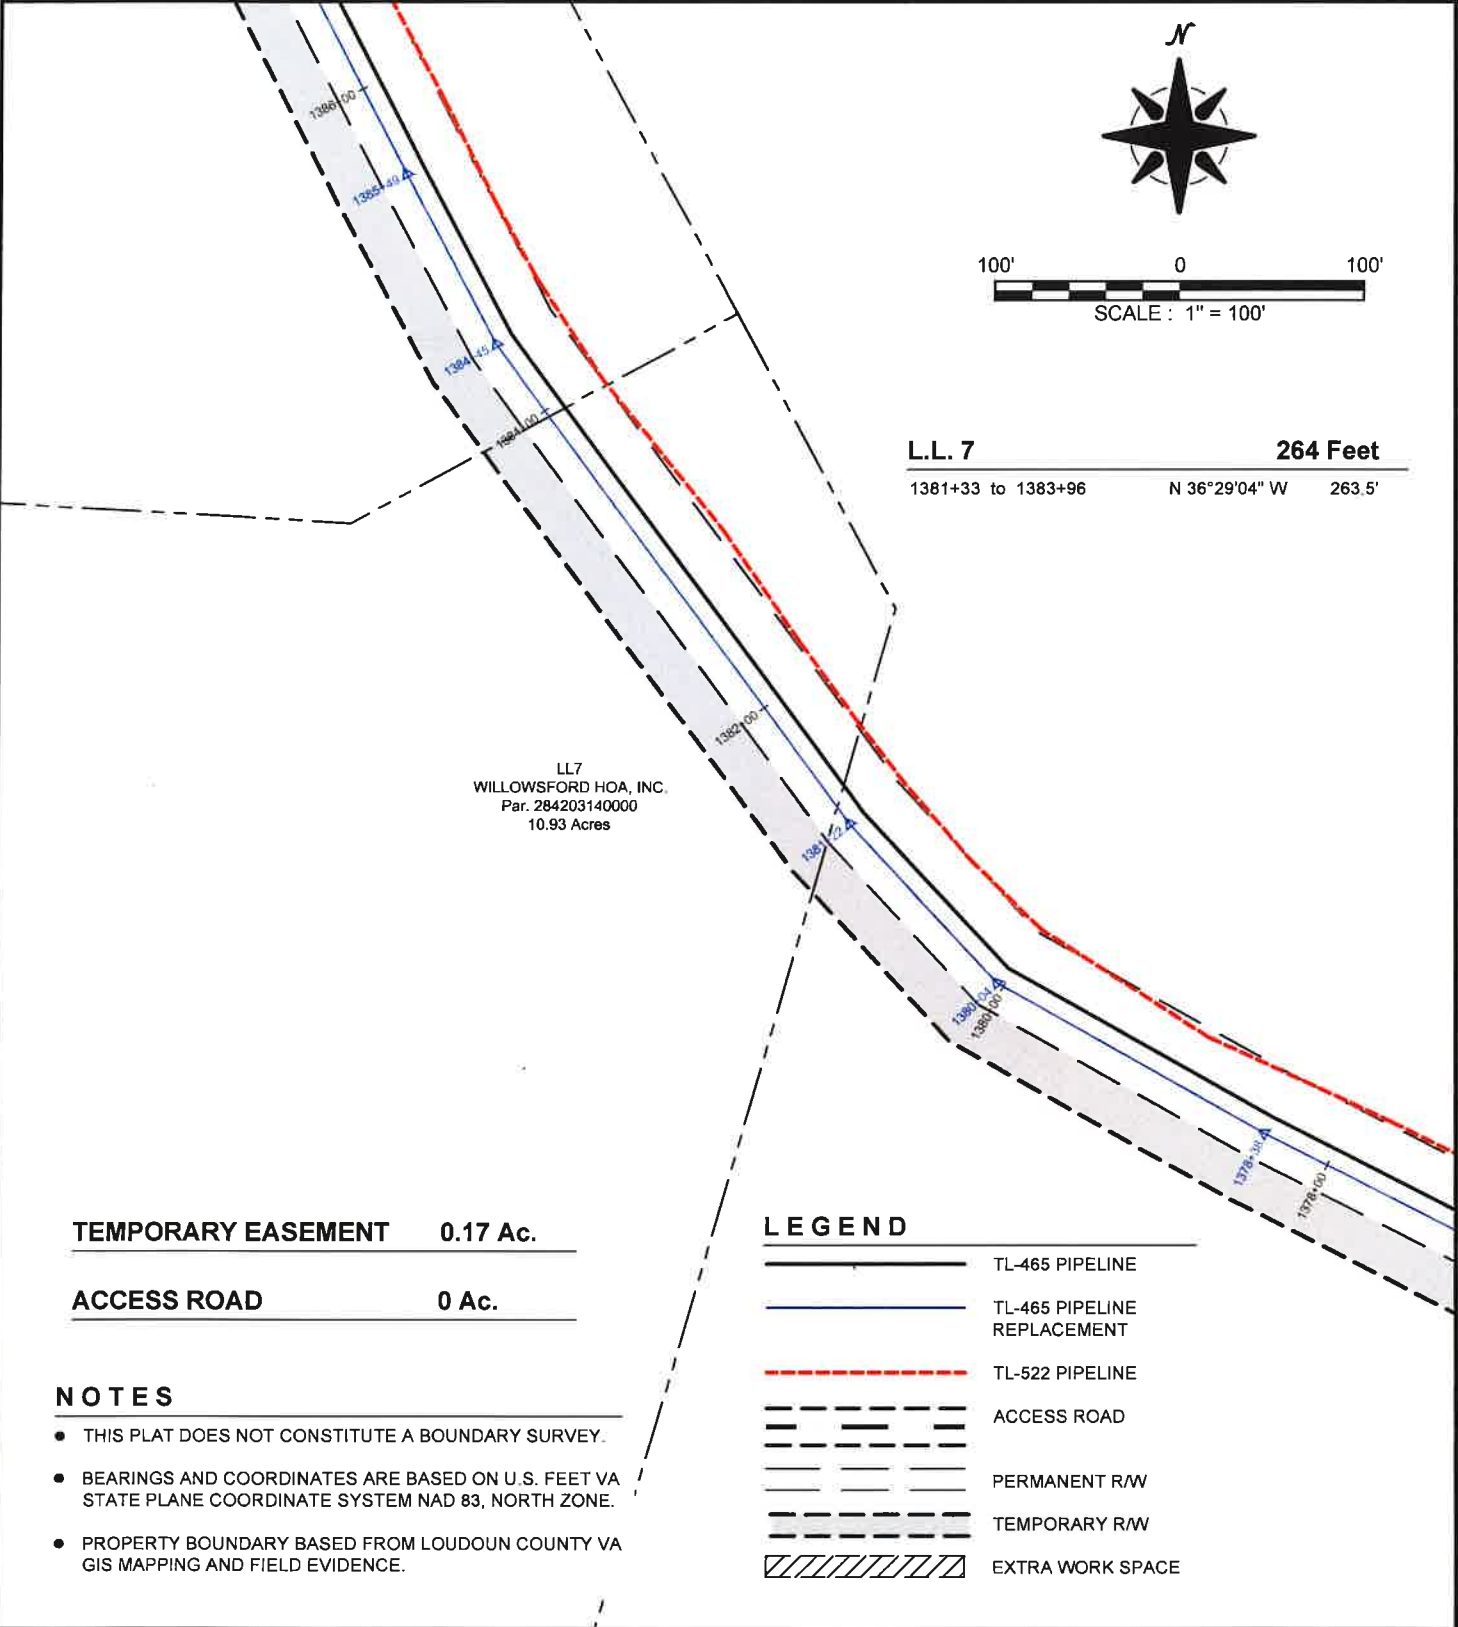 N
1386+00
1385+49
100' 0 100'
SCALE : 1" = 100'
1384+45
1384+00
L.L. 7 264 Feet
1381+33 to 1383+96 N 36°29'04" W 263.5'
1382+00
LL7
WILLOWSFORD HOA, INC.
Par. 284203140000
10.93 Acres
1381+22
1380+04
1380+00
1378+38
1378+00
TEMPORARY EASEMENT 0.17 Ac.
ACCESS ROAD 0 Ac.
NOTES
● THIS PLAT DOES NOT CONSTITUTE A BOUNDARY SURVEY.
● BEARINGS AND COORDINATES ARE BASED ON U.S. FEET VA
STATE PLANE COORDINATE SYSTEM NAD 83, NORTH ZONE.
● PROPERTY BOUNDARY BASED FROM LOUDOUN COUNTY VA
GIS MAPPING AND FIELD EVIDENCE.
LEGEND
TL-465 PIPELINE
TL-465 PIPELINE
REPLACEMENT
TL-522 PIPELINE
ACCESS ROAD
PERMANENT R/W
TEMPORARY R/W
EXTRA WORK SPACE